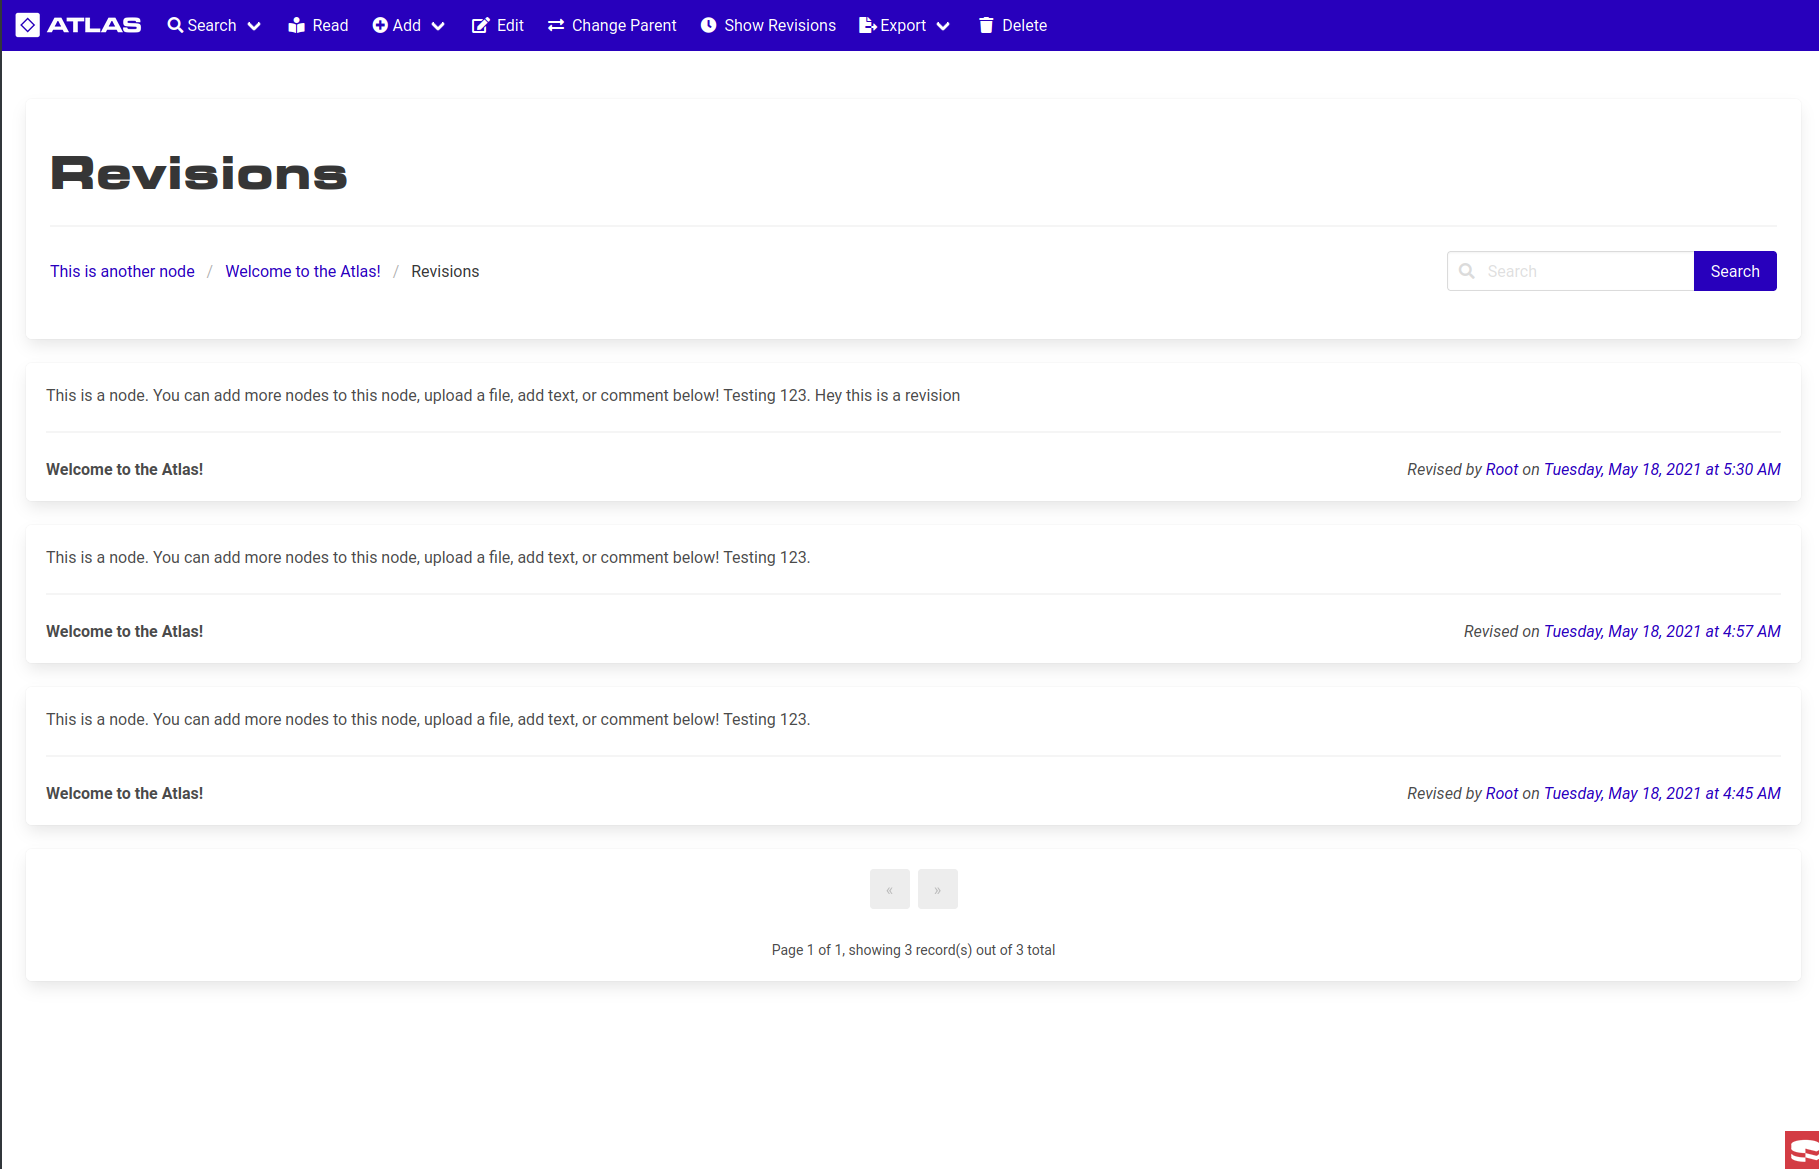 ATLAS Search Read Add Edit Change Parent Show Revisions Export Delete
Revisions
This is another node / Welcome to the Atlas! / Revisions
Search Search
This is a node. You can add more nodes to this node, upload a file, add text, or comment below! Testing 123. Hey this is a revision
Welcome to the Atlas! Revised by Root on Tuesday, May 18, 2021 at 5:30 AM
This is a node. You can add more nodes to this node, upload a file, add text, or comment below! Testing 123.
Welcome to the Atlas! Revised on Tuesday, May 18, 2021 at 4:57 AM
This is a node. You can add more nodes to this node, upload a file, add text, or comment below! Testing 123.
Welcome to the Atlas! Revised by Root on Tuesday, May 18, 2021 at 4:45 AM
« »
Page 1 of 1, showing 3 record(s) out of 3 total